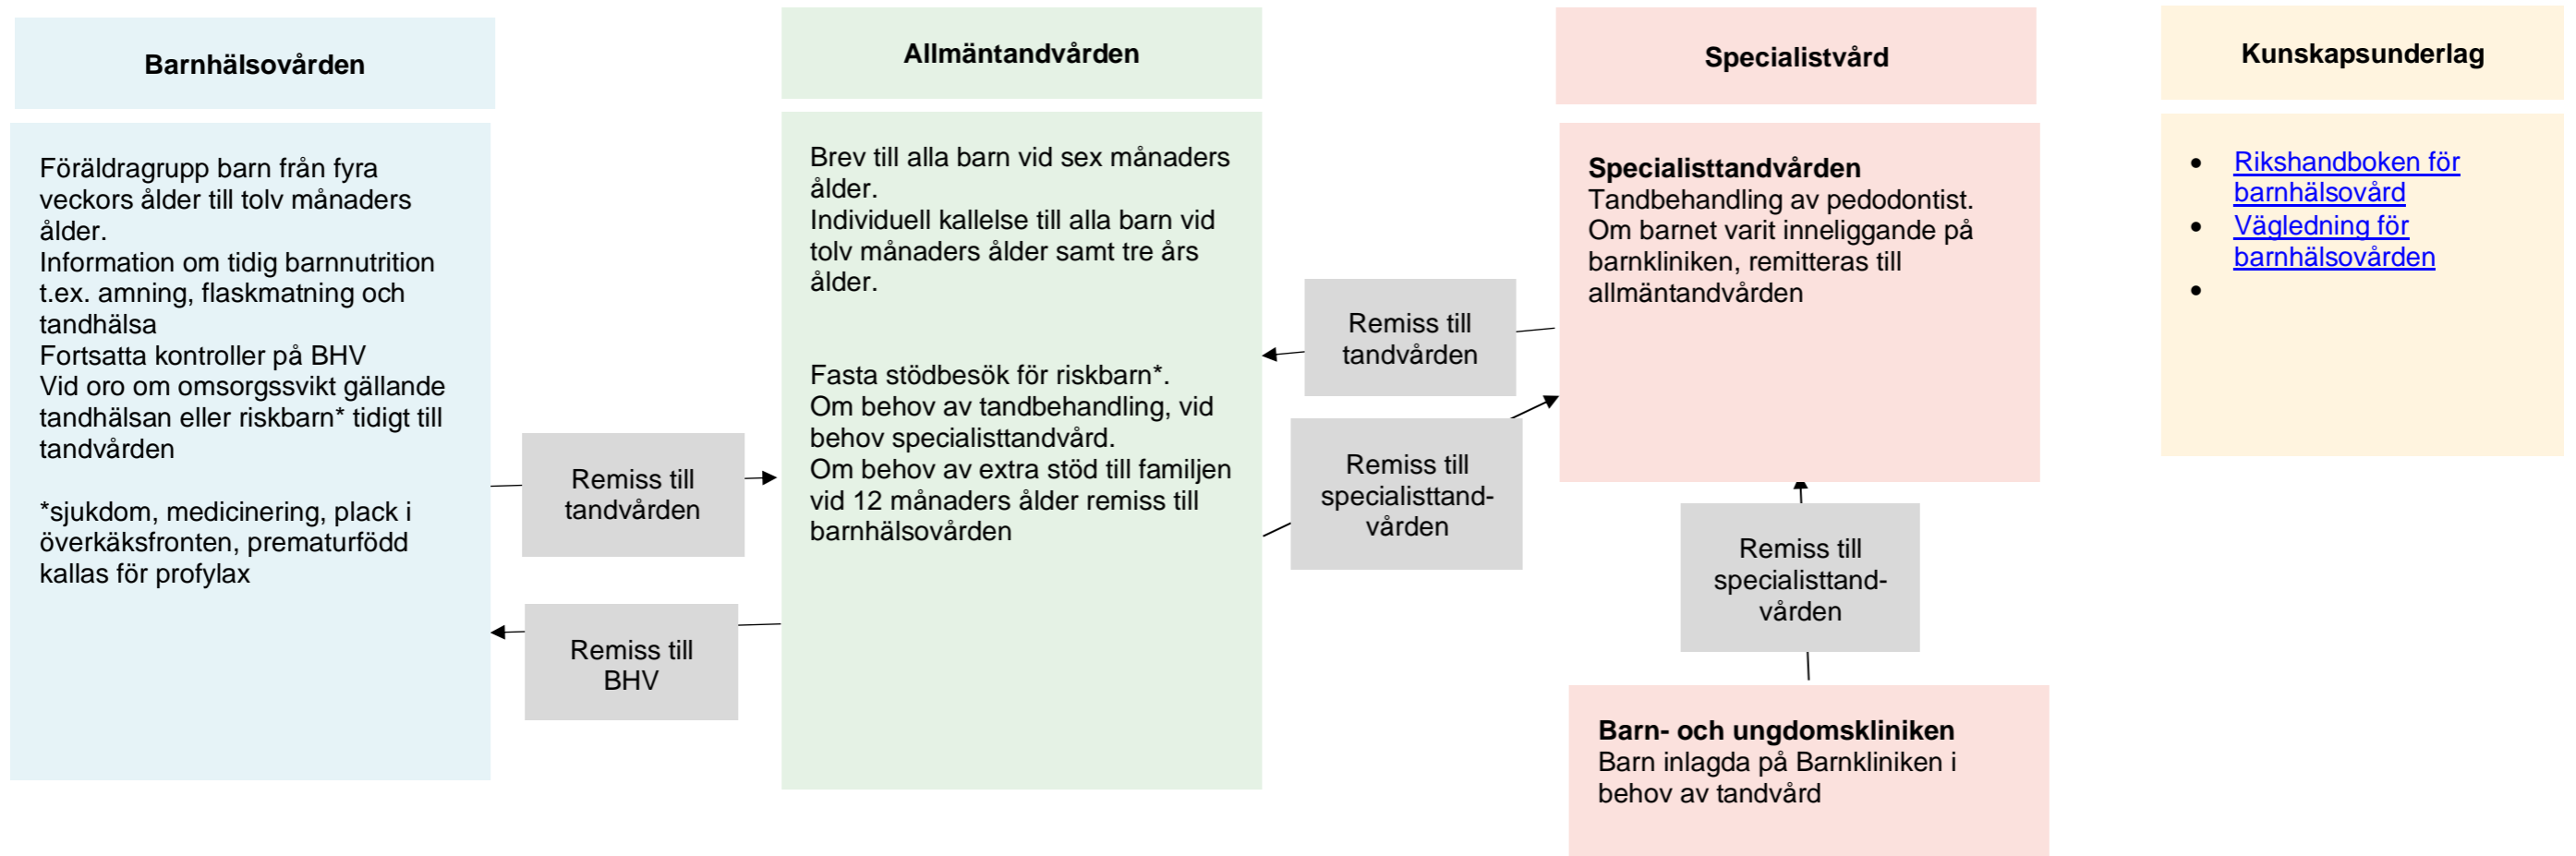 Barnhälsovården
Föräldragrupp barn från fyra
veckors ålder till tolv månaders
ålder.
Information om tidig barnnutrition
t.ex. amning, flaskmatning och
tandhälsa
Fortsatta kontroller på BHV
Vid oro om omsorgssvikt gällande
tandhälsan eller riskbarn* tidigt till
tandvården
*sjukdom, medicinering, plack i
överkäksfronten, prematurfödd
kallas för profylax
Remiss till
tandvården
Remiss till
BHV
Allmäntandvården
Brev till alla barn vid sex månaders
ålder.
Individuell kallelse till alla barn vid
tolv månaders ålder samt tre års
ålder.
Fasta stödbesök för riskbarn*.
Om behov av tandbehandling, vid
behov specialisttandvård.
Om behov av extra stöd till familjen
vid 12 månaders ålder remiss till
barnhälsovården
Remiss till
tandvården
Remiss till
specialisttand-
vården
Specialistvård
Specialisttandvården
Tandbehandling av pedodontist.
Om barnet varit inneliggande på
barnkliniken, remitteras till
allmäntandvården
Remiss till
specialisttand-
vården
Barn- och ungdomskliniken
Barn inlagda på Barnkliniken i
behov av tandvård
Kunskapsunderlag
• Rikshandboken för
barnhälsovård
• Vägledning för
barnhälsovården
•